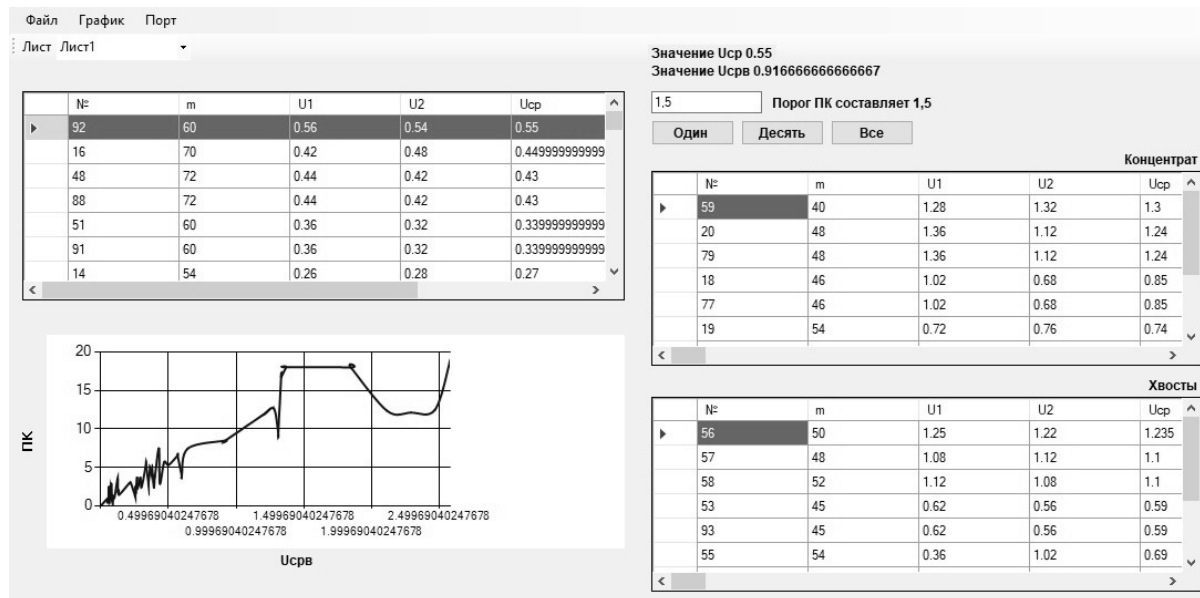 Файл График Порт
Лист Лист1
№ m U1 U2 Uср
92 60 0.56 0.54 0.55
16 70 0.42 0.48 0.449999999999
48 72 0.44 0.42 0.43
88 72 0.44 0.42 0.43
51 60 0.36 0.32 0.339999999999
91 60 0.36 0.32 0.339999999999
14 54 0.26 0.28 0.27
ПК
20
15
10
5
0
0.49969040247678 1.49969040247678 2.49969040247678
0.99969040247678 1.99969040247678
Uсрв
Значение Uср 0.55
Значение Uсрв 0.916666666666667
1,5 Порог ПК составляет 1,5
Один Десять Все
Концентрат
№ m U1 U2 Uср
59 40 1.28 1.32 1.3
20 48 1.36 1.12 1.24
79 48 1.36 1.12 1.24
18 46 1.02 0.68 0.85
77 46 1.02 0.68 0.85
19 54 0.72 0.76 0.74
Хвосты
№ m U1 U2 Uср
56 50 1.25 1.22 1.235
57 48 1.08 1.12 1.1
58 52 1.12 1.08 1.1
53 45 0.62 0.56 0.59
93 45 0.62 0.56 0.59
55 54 0.36 1.02 0.69